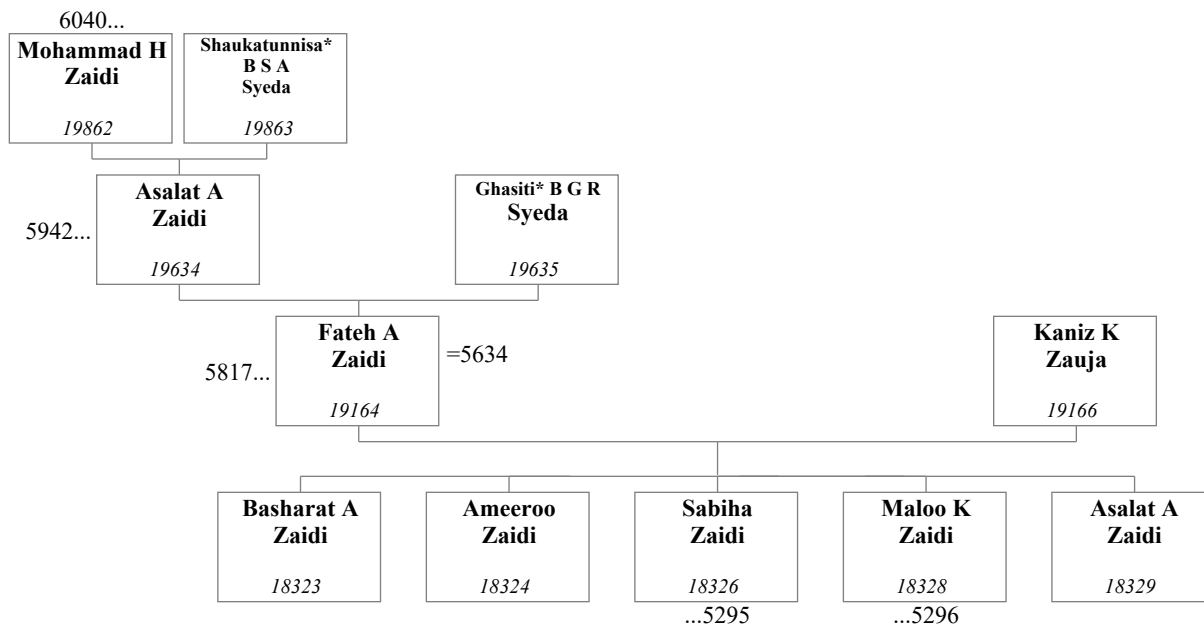 6040...
Mohammad H
Zaidi
19862
Shaukatunnisa*
B S A
Syeda
19863
5942...
Asalat A
Zaidi
19634
Ghasiti* B G R
Syeda
19635
5817...
Fateh A
Zaidi
19164
=5634
Kaniz K
Zauja
19166
Basharat A
Zaidi
18323
Ameeroo
Zaidi
18324
Sabiha
Zaidi
18326
...5295
Maloo K
Zaidi
18328
...5296
Asalat A
Zaidi
18329